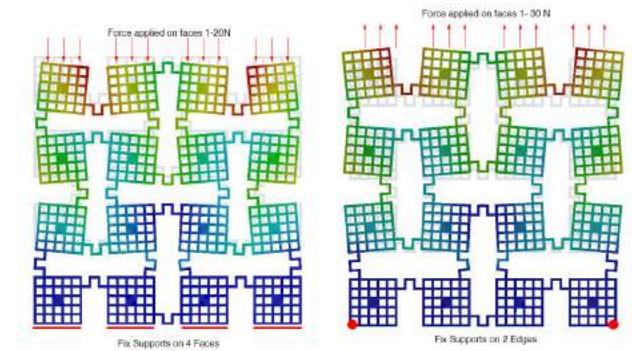 Force applied on faces 1-20N
Force applied on faces 1- 30 N
Fix Supports on 4 Faces
Fix Supports on 2 Edges